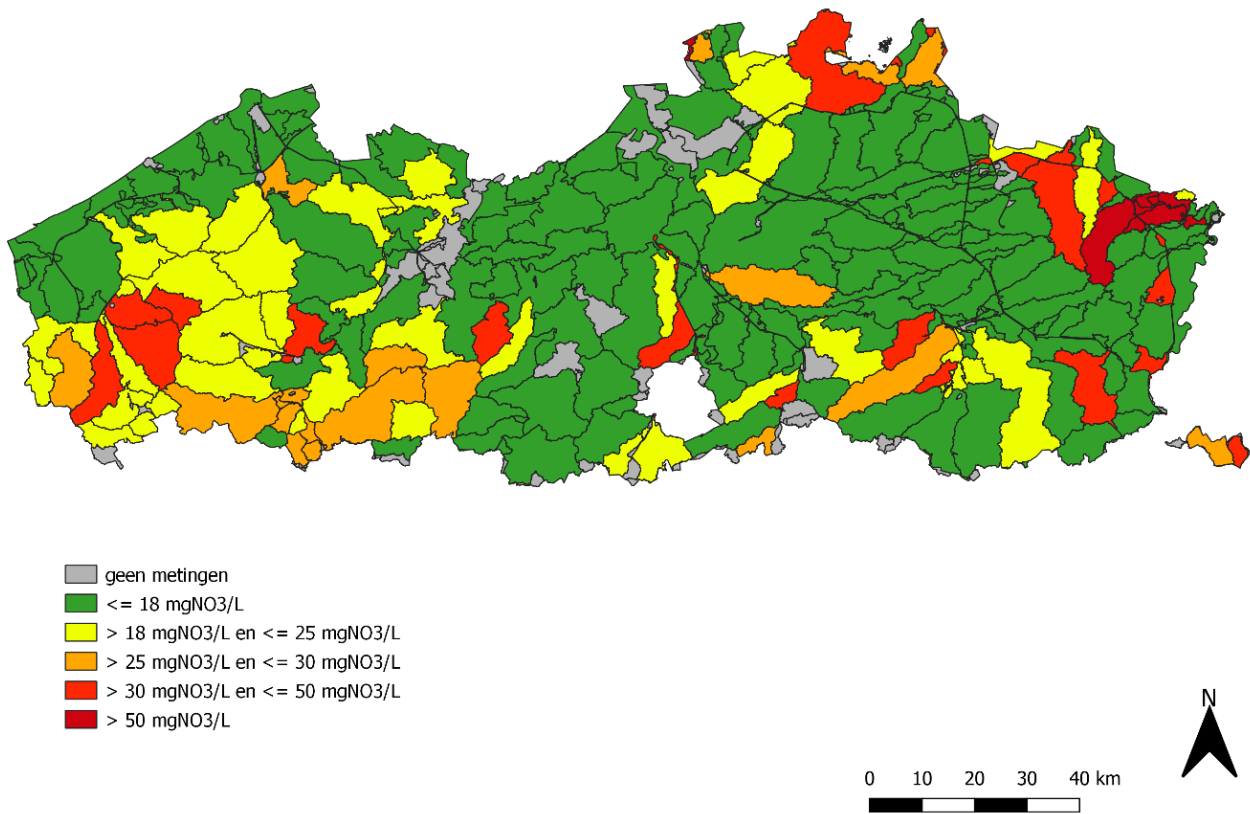 geen metingen
<= 18 mgNO3/L
> 18 mgNO3/L en <= 25 mgNO3/L
> 25 mgNO3/L en <= 30 mgNO3/L
> 30 mgNO3/L en <= 50 mgNO3/L
> 50 mgNO3/L
N
0 10 20 30 40 km